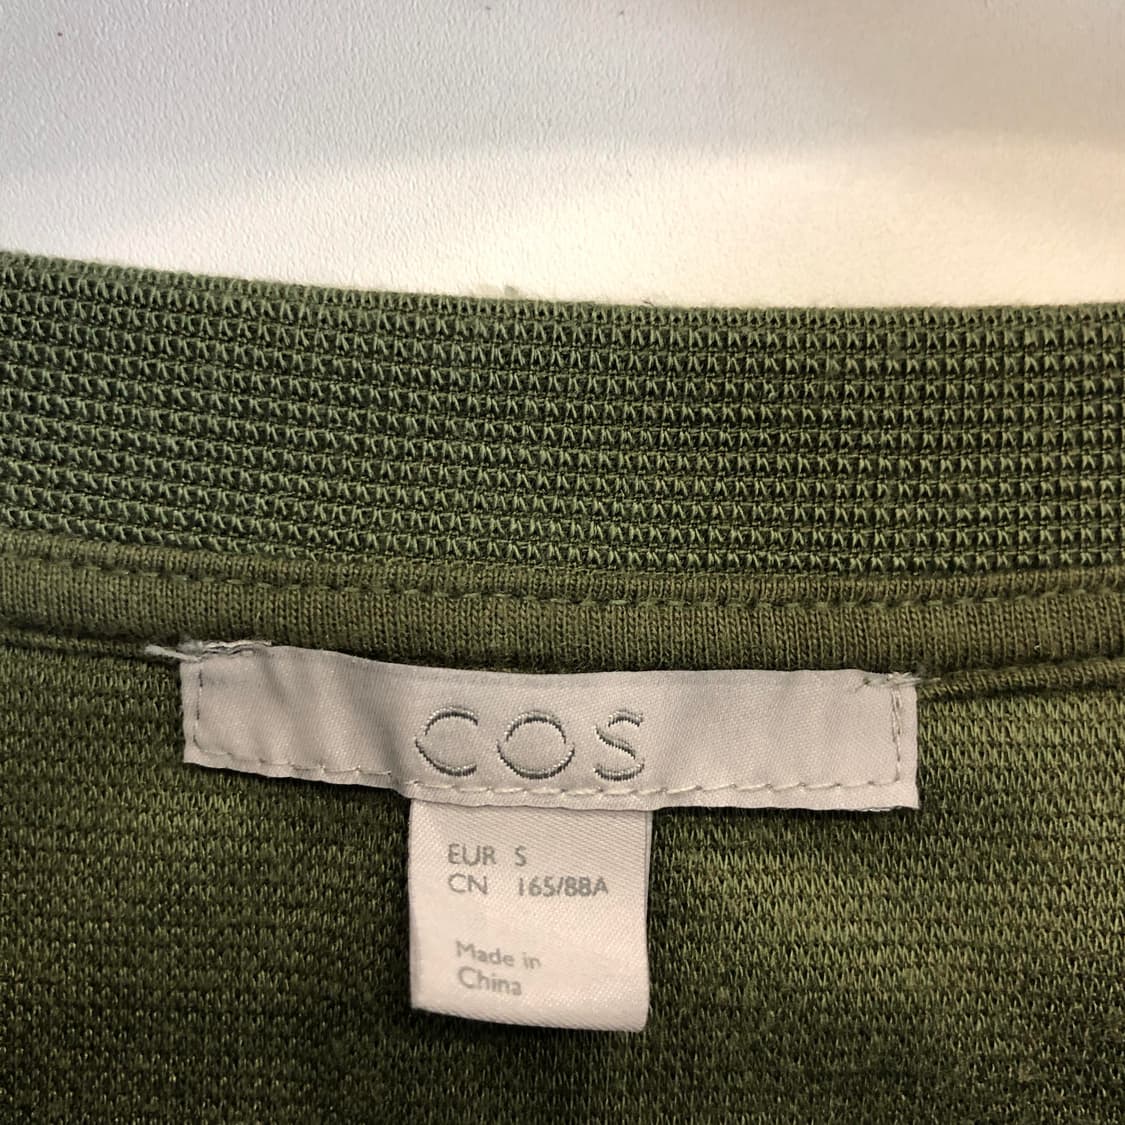 COS
EUR S
CN 165/88A
Made in
China